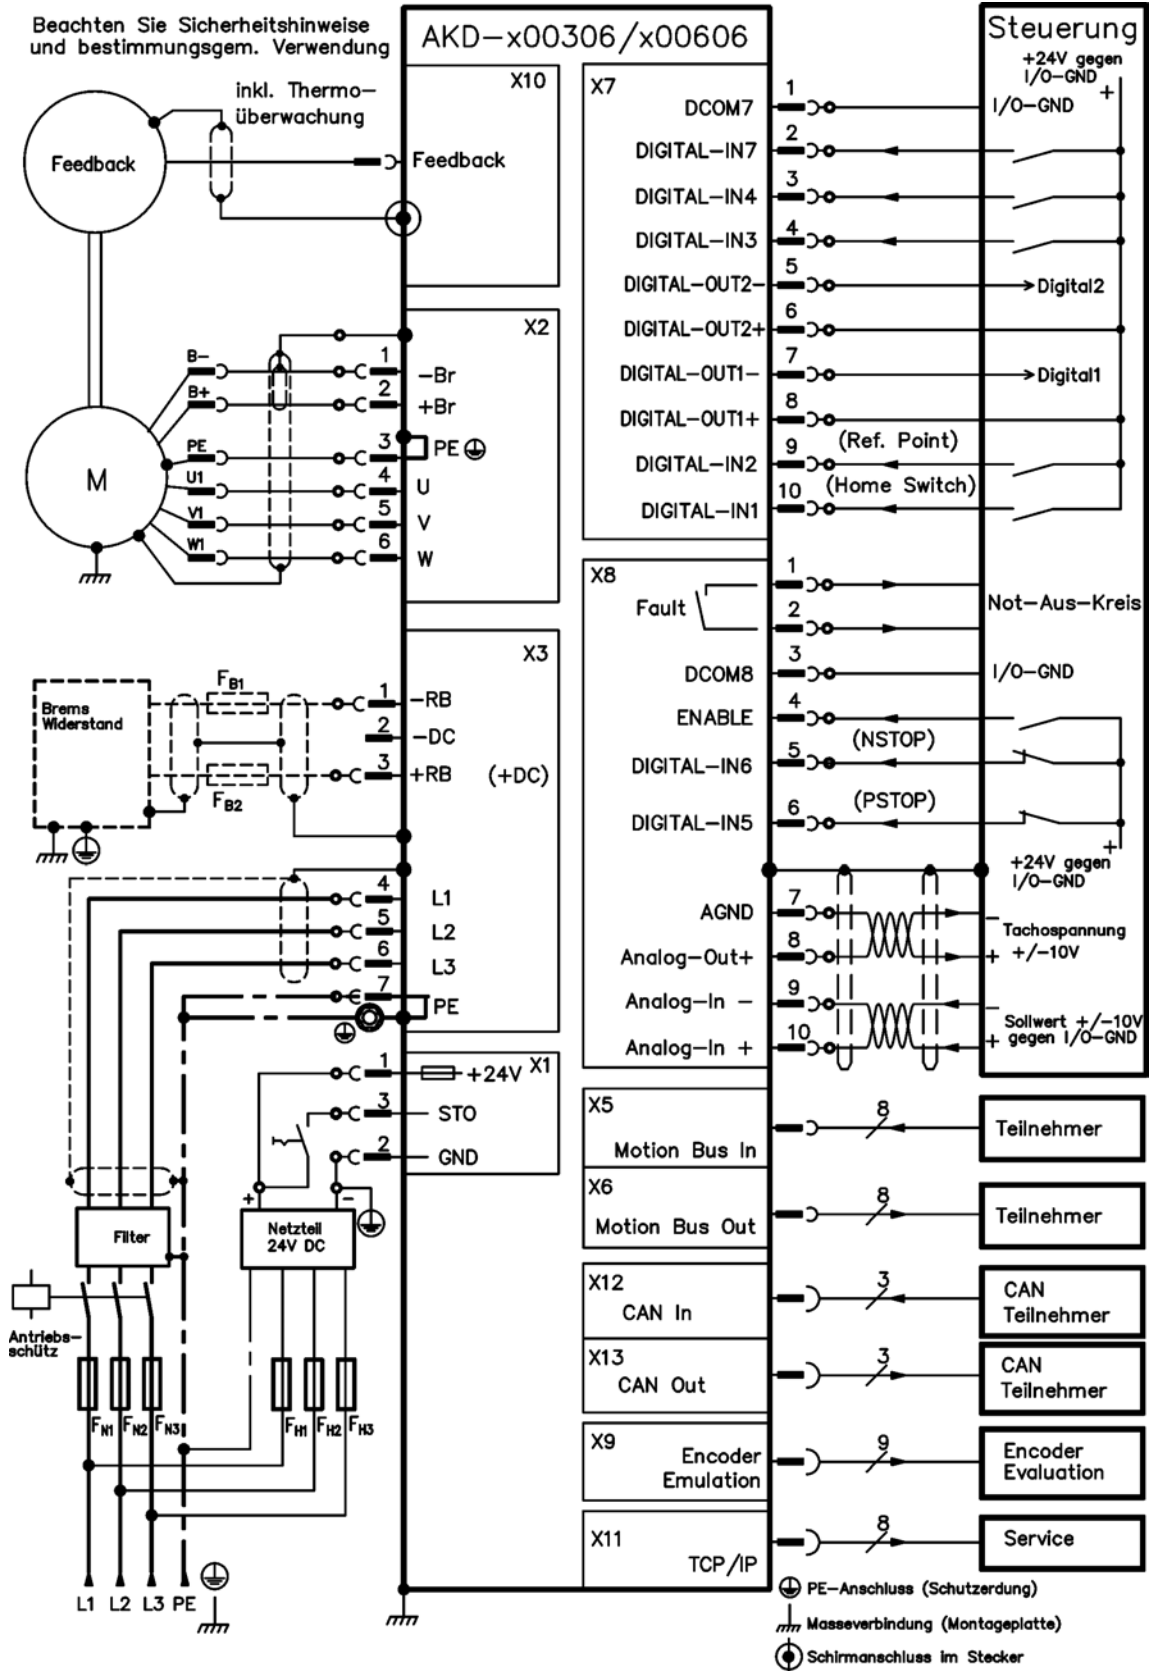 Beachten Sie Sicherheitshinweise
und bestimmungsgem. Verwendung
AKD-x00306/x00606
Steuerung
+24V gegen
I/O-GND
+
inkl. Thermo-
überwachung
Feedback
X10
Feedback
X7
DCOM7
1
I/O-GND
DIGITAL-IN7
2
DIGITAL-IN4
3
DIGITAL-IN3
4
DIGITAL-OUT2-
5
Digital2
DIGITAL-OUT2+
6
DIGITAL-OUT1-
7
Digital1
DIGITAL-OUT1+
8
DIGITAL-IN2
9
(Ref. Point)
DIGITAL-IN1
10
(Home Switch)
X2
M
B-
1
-Br
B+
2
+Br
PE
3
PE
U1
4
U
V1
5
V
W1
6
W
X8
Fault
1
2
Not-Aus-Kreis
DCOM8
3
I/O-GND
ENABLE
4
DIGITAL-IN6
5
(NSTOP)
DIGITAL-IN5
6
(PSTOP)
+
+24V gegen
I/O-GND
AGND
7
-
Analog-Out+
8
+
Tachospannung
+/-10V
Analog-In -
9
-
Analog-In +
10
+
Sollwert +/-10V
gegen I/O-GND
X3
Brems
Widerstand
FB1
FB2
1
-RB
2
-DC
3
+RB
(+DC)
4
L1
5
L2
6
L3
7
PE
X1
1
+24V
3
STO
2
GND
+
-
Netzteil
24V DC
Filter
Antriebs-
schütz
FN1
FN2
FN3
FH1
FH2
FH3
L1
L2
L3
PE
X5
Motion Bus In
8
Teilnehmer
X6
Motion Bus Out
8
Teilnehmer
X12
CAN In
3
CAN
Teilnehmer
X13
CAN Out
3
CAN
Teilnehmer
X9
Encoder
Emulation
9
Encoder
Evaluation
X11
TCP/IP
8
Service
PE-Anschluss (Schutzerdung)
Masseverbindung (Montageplatte)
Schirmanschluss im Stecker